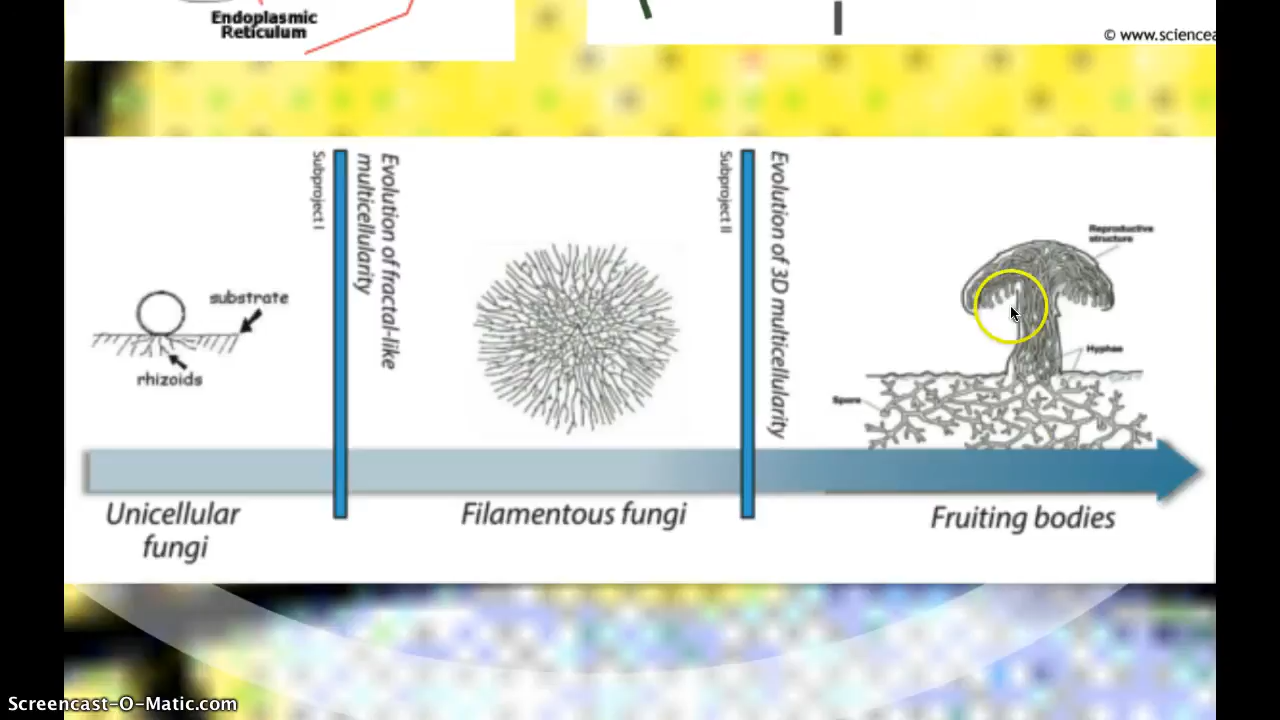 Endoplasmic
Reticulum
© www.sciencea
Subproject I
Evolution of fractal-like
multicellularity
Subproject II
Evolution of 3D multicellularity
Reproductive
structure
substrate
rhizoids
Hyphae
Spore
Unicellular
fungi
Filamentous fungi
Fruiting bodies
Screencast-O-Matic.com